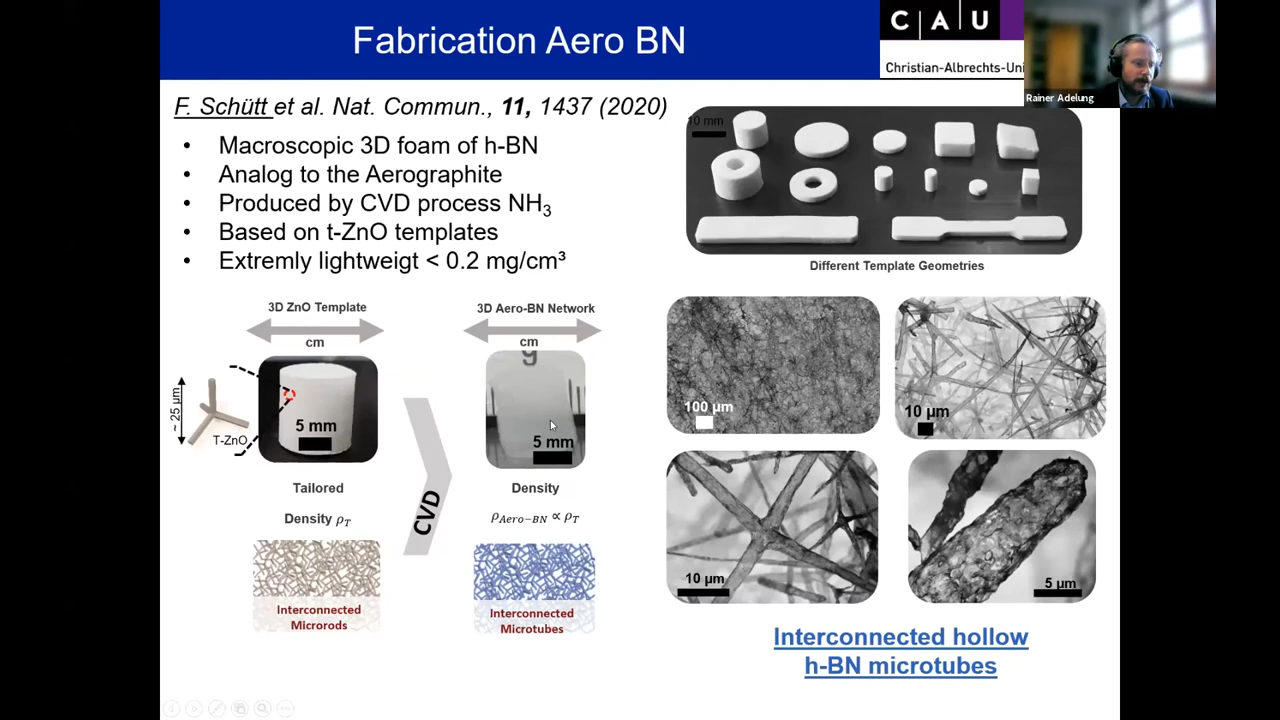 Fabrication Aero BN
C A U
Christian-Albrechts-Uni
Rainer Adelung
F. Schütt et al. Nat. Commun., 11, 1437 (2020)
• Macroscopic 3D foam of h-BN
• Analog to the Aerographite
• Produced by CVD process NH₃
• Based on t-ZnO templates
• Extremly lightweigt < 0.2 mg/cm³
10 mm
Different Template Geometries
3D ZnO Template
cm
~ 25 µm
T-ZnO
5 mm
Tailored
Density ρ_T
Interconnected
Microrods
CVD
3D Aero-BN Network
cm
9
5 mm
Density
ρ_Aero−BN ∝ ρ_T
Interconnected
Microtubes
100 µm
10 µm
10 µm
5 µm
Interconnected hollow
h-BN microtubes